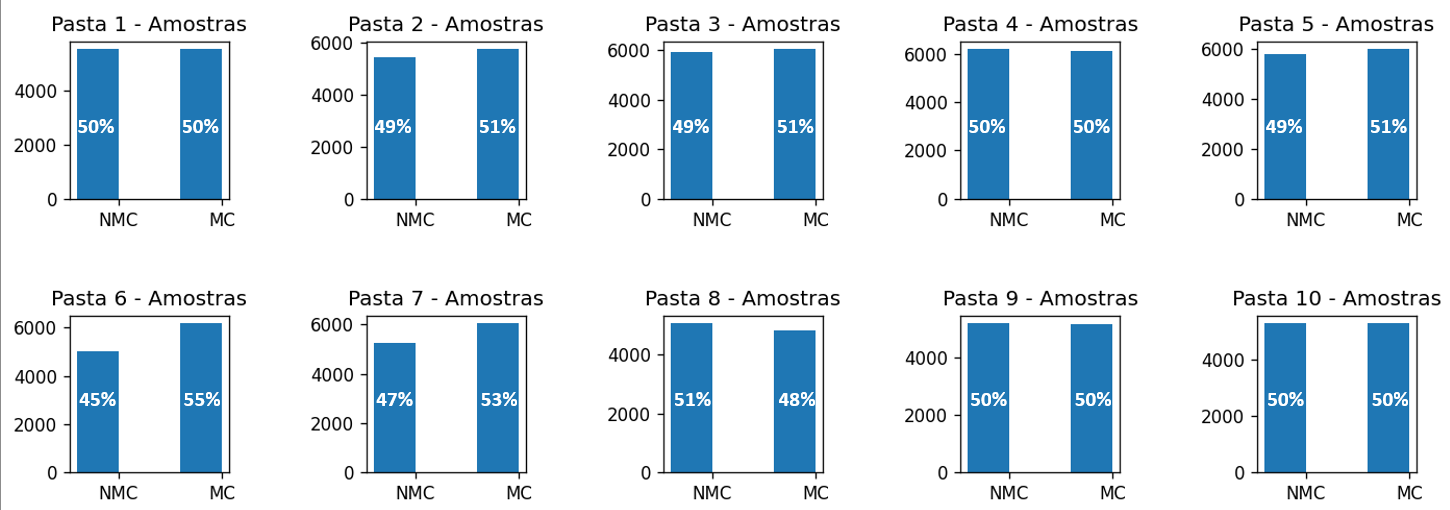 Pasta 1 - Amostras
4000
2000
0
50%
50%
NMC
MC
Pasta 2 - Amostras
6000
4000
2000
0
49%
51%
NMC
MC
Pasta 3 - Amostras
6000
4000
2000
0
49%
51%
NMC
MC
Pasta 4 - Amostras
6000
4000
2000
0
50%
50%
NMC
MC
Pasta 5 - Amostras
6000
4000
2000
0
49%
51%
NMC
MC
Pasta 6 - Amostras
6000
4000
2000
0
45%
55%
NMC
MC
Pasta 7 - Amostras
6000
4000
2000
0
47%
53%
NMC
MC
Pasta 8 - Amostras
4000
2000
0
51%
48%
NMC
MC
Pasta 9 - Amostras
4000
2000
0
50%
50%
NMC
MC
Pasta 10 - Amostras
4000
2000
0
50%
50%
NMC
MC